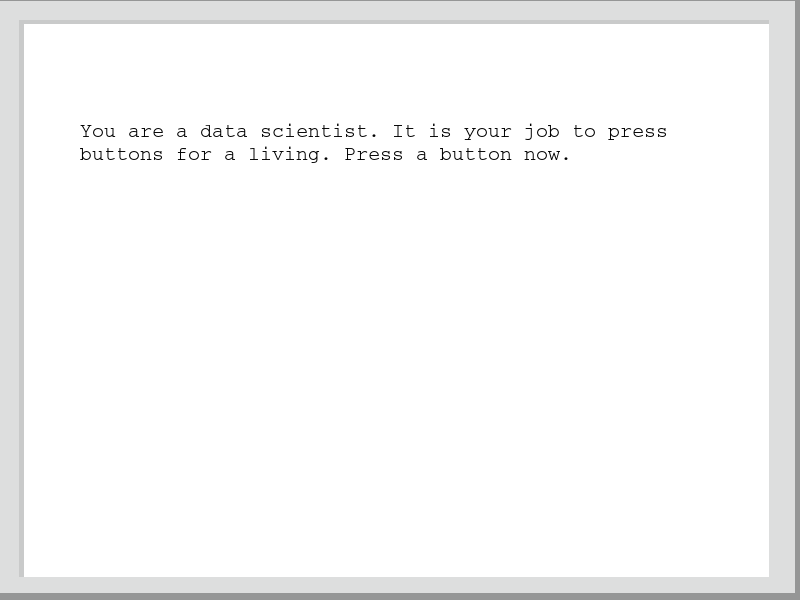 You are a data scientist. It is your job to press
buttons for a living. Press a button now.